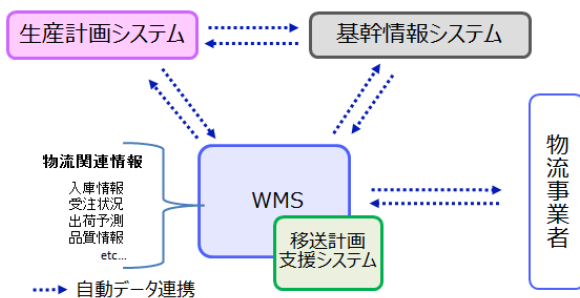 生産計画システム
基幹情報システム
物流関連情報
入庫情報
受注状況
出荷予測
品質情報
etc...
WMS
移送計画
支援システム
物流事業者
自動データ連携